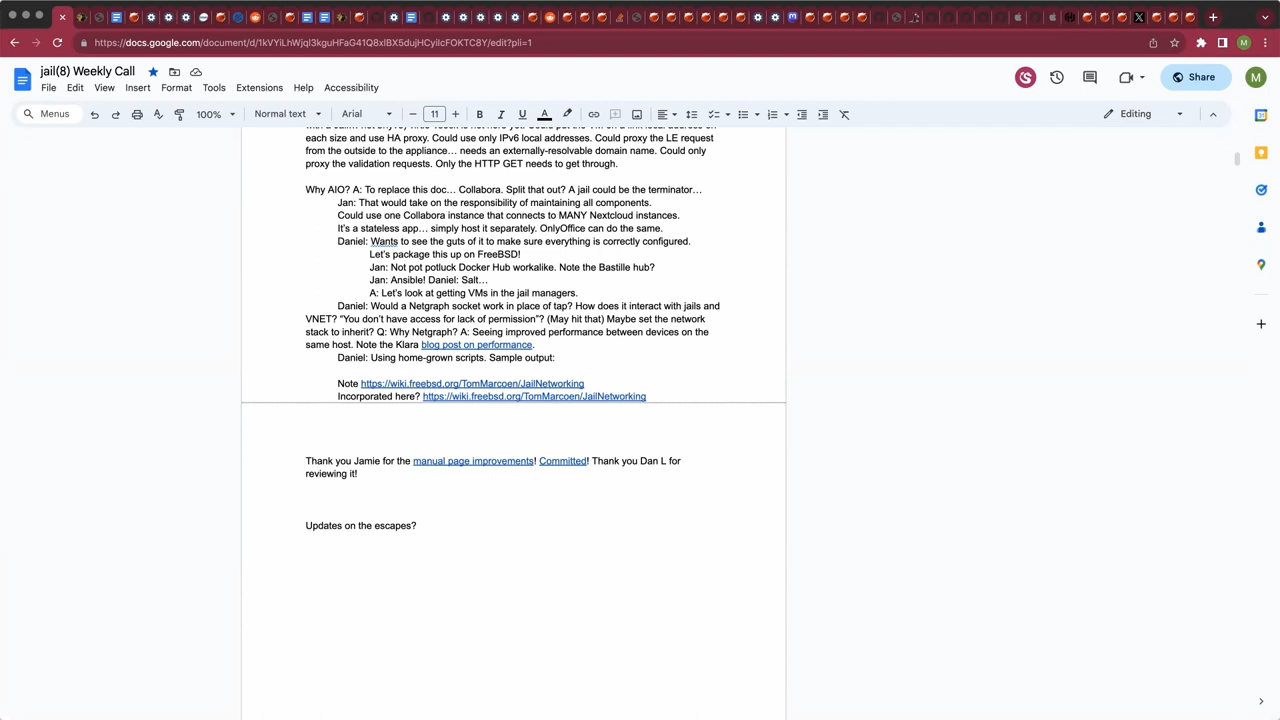 https://docs.google.com/document/d/1kVYiLhWjql3kguHFaG41Q8xlBX5dujHCyilcFOKTC8Y/edit?pli=1
M
jail(8) Weekly Call
File Edit View Insert Format Tools Extensions Help Accessibility
Share
M
Menus
100%
Normal text
Arial
11
B I U A
Editing
each size and use HA proxy. Could use only IPv6 local addresses. Could proxy the LE request
from the outside to the appliance… needs an externally-resolvable domain name. Could only
proxy the validation requests. Only the HTTP GET needs to get through.
Why AIO? A: To replace this doc… Collabora. Split that out? A jail could be the terminator…
Jan: That would take on the responsibility of maintaining all components.
Could use one Collabora instance that connects to MANY Nextcloud instances.
It's a stateless app… simply host it separately. OnlyOffice can do the same.
Daniel: Wants to see the guts of it to make sure everything is correctly configured.
Let's package this up on FreeBSD!
Jan: Not pot potluck Docker Hub workalike. Note the Bastille hub?
Jan: Ansible! Daniel: Salt…
A: Let's look at getting VMs in the jail managers.
Daniel: Would a Netgraph socket work in place of tap? How does it interact with jails and
VNET? “You don't have access for lack of permission”? (May hit that) Maybe set the network
stack to inherit? Q: Why Netgraph? A: Seeing improved performance between devices on the
same host. Note the Klara blog post on performance.
Daniel: Using home-grown scripts. Sample output:
Note https://wiki.freebsd.org/TomMarcoen/JailNetworking
Incorporated here? https://wiki.freebsd.org/TomMarcoen/JailNetworking
Thank you Jamie for the manual page improvements! Committed! Thank you Dan L for
reviewing it!
Updates on the escapes?